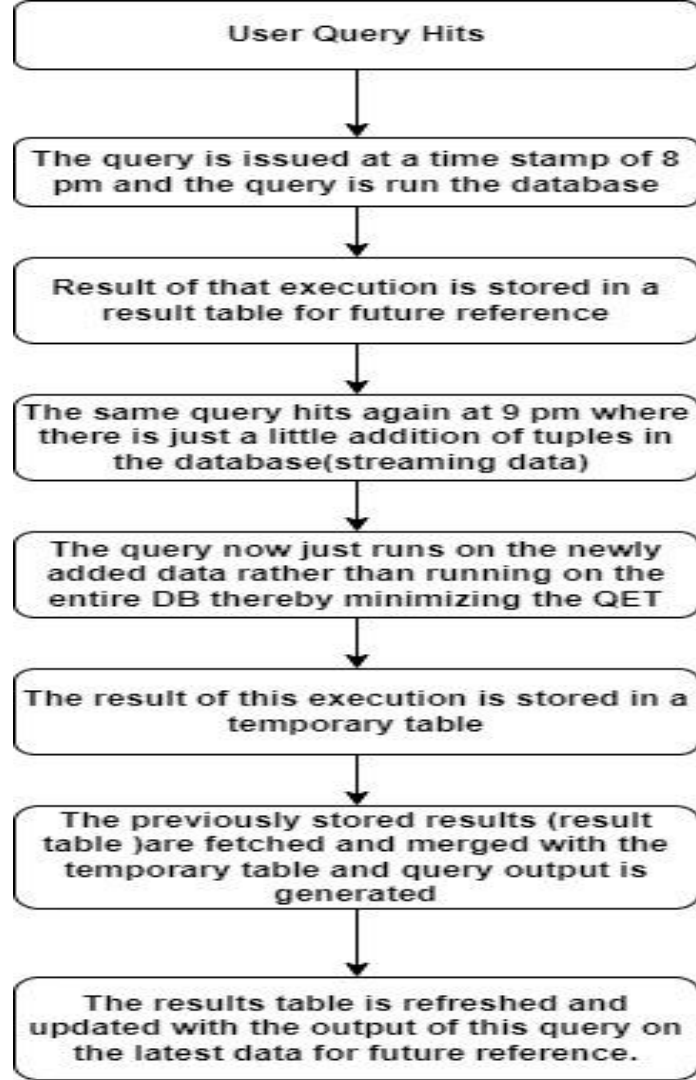 User Query Hits
The query is issued at a time stamp of 8
pm and the query is run the database
Result of that execution is stored in a
result table for future reference
The same query hits again at 9 pm where
there is just a little addition of tuples in
the database(streaming data)
The query now just runs on the newly
added data rather than running on the
entire DB thereby minimizing the QET
The result of this execution is stored in a
temporary table
The previously stored results (result
table )are fetched and merged with the
temporary table and query output is
generated
The results table is refreshed and
updated with the output of this query on
the latest data for future reference.